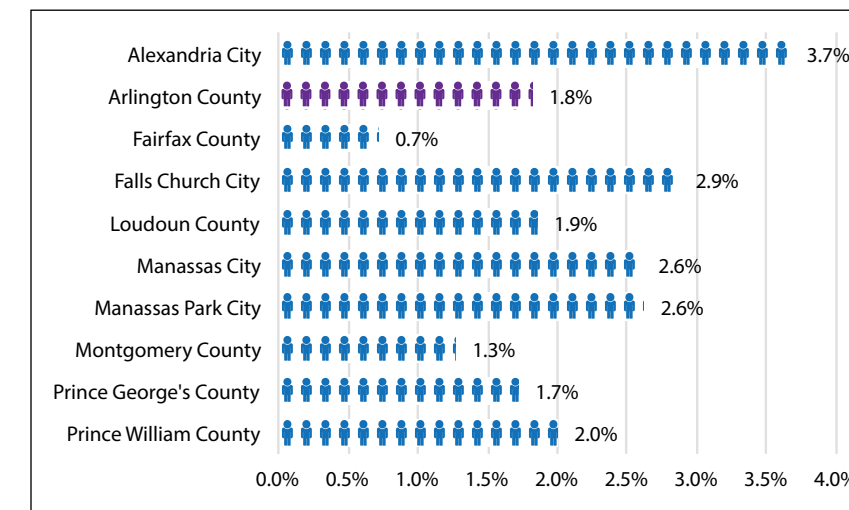 Alexandria City 3.7%
Arlington County 1.8%
Fairfax County 0.7%
Falls Church City 2.9%
Loudoun County 1.9%
Manassas City 2.6%
Manassas Park City 2.6%
Montgomery County 1.3%
Prince George's County 1.7%
Prince William County 2.0%
0.0% 0.5% 1.0% 1.5% 2.0% 2.5% 3.0% 3.5% 4.0%